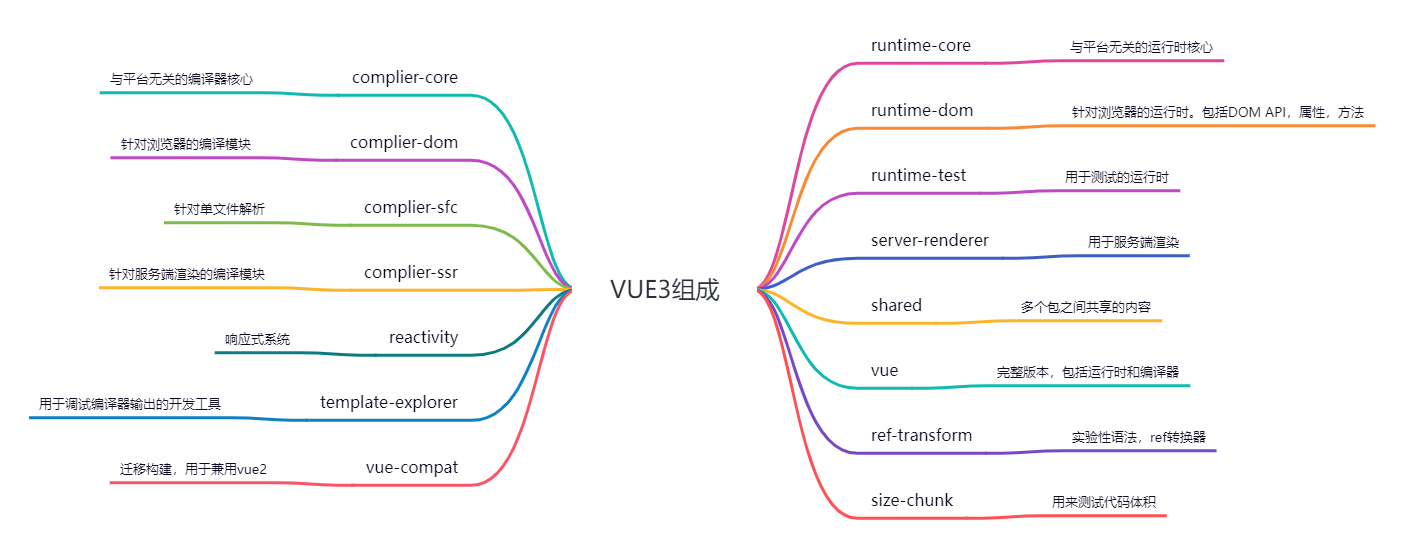 VUE3组成
complier-core
与平台无关的编译器核心
complier-dom
针对浏览器的编译模块
complier-sfc
针对单文件解析
complier-ssr
针对服务端渲染的编译模块
reactivity
响应式系统
template-explorer
用于调试编译器输出的开发工具
vue-compat
迁移构建，用于兼用vue2
runtime-core
与平台无关的运行时核心
runtime-dom
针对浏览器的运行时。包括DOM API，属性，方法
runtime-test
用于测试的运行时
server-renderer
用于服务端渲染
shared
多个包之间共享的内容
vue
完整版本，包括运行时和编译器
ref-transform
实验性语法，ref转换器
size-chunk
用来测试代码体积